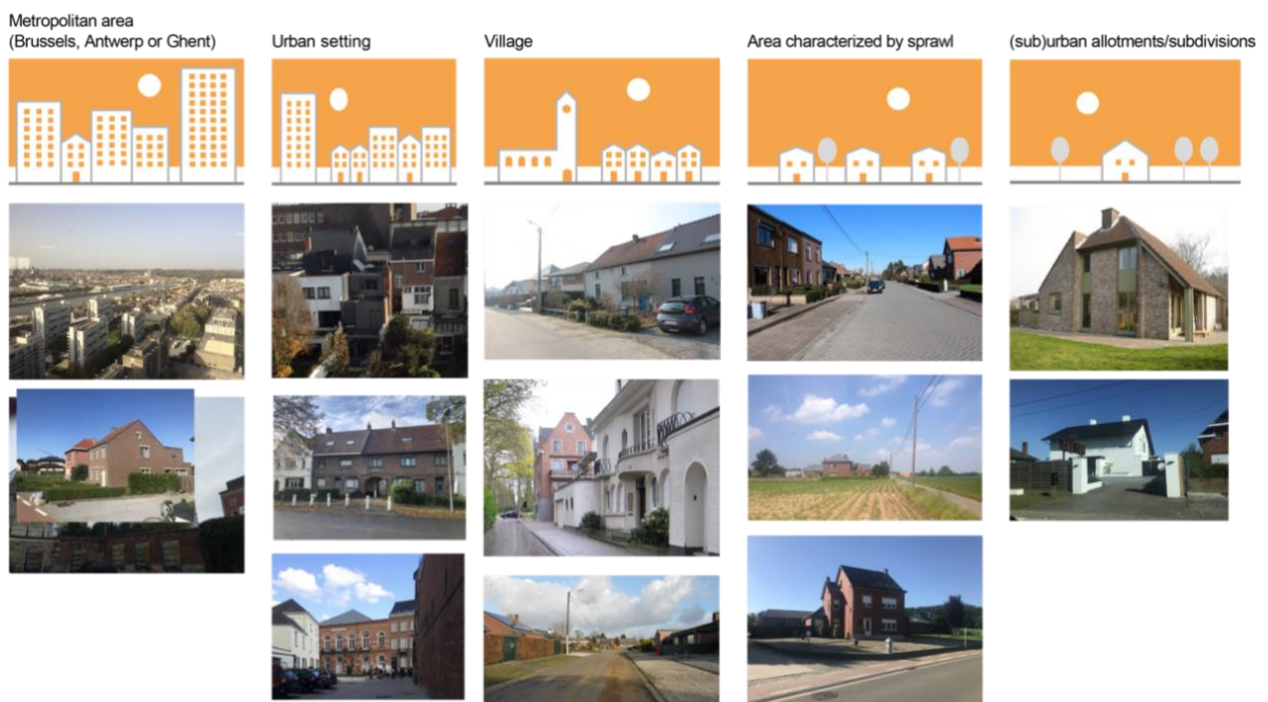 Metropolitan area
(Brussels, Antwerp or Ghent)
Urban setting
Village
Area characterized by sprawl
(sub)urban allotments/subdivisions